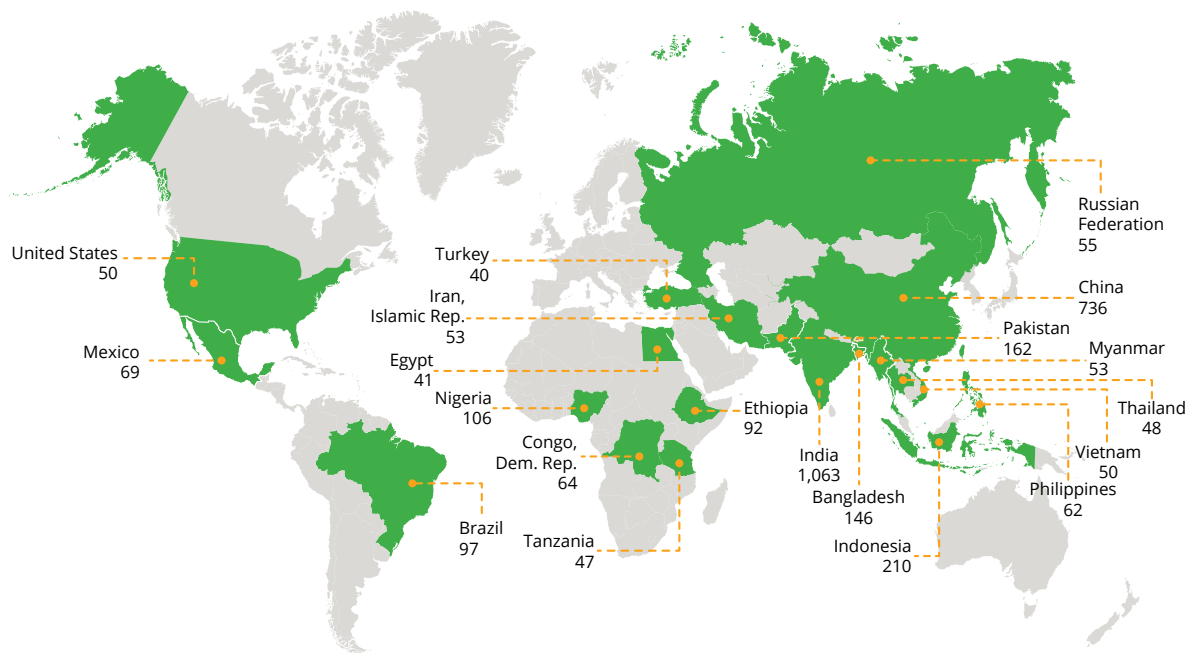 United States
50
Mexico
69
Brazil
97
Turkey
40
Iran,
Islamic Rep.
53
Egypt
41
Nigeria
106
Congo,
Dem. Rep.
64
Tanzania
47
Ethiopia
92
India
1,063
Bangladesh
146
Indonesia
210
Russian
Federation
55
China
736
Pakistan
162
Myanmar
53
Thailand
48
Vietnam
50
Philippines
62